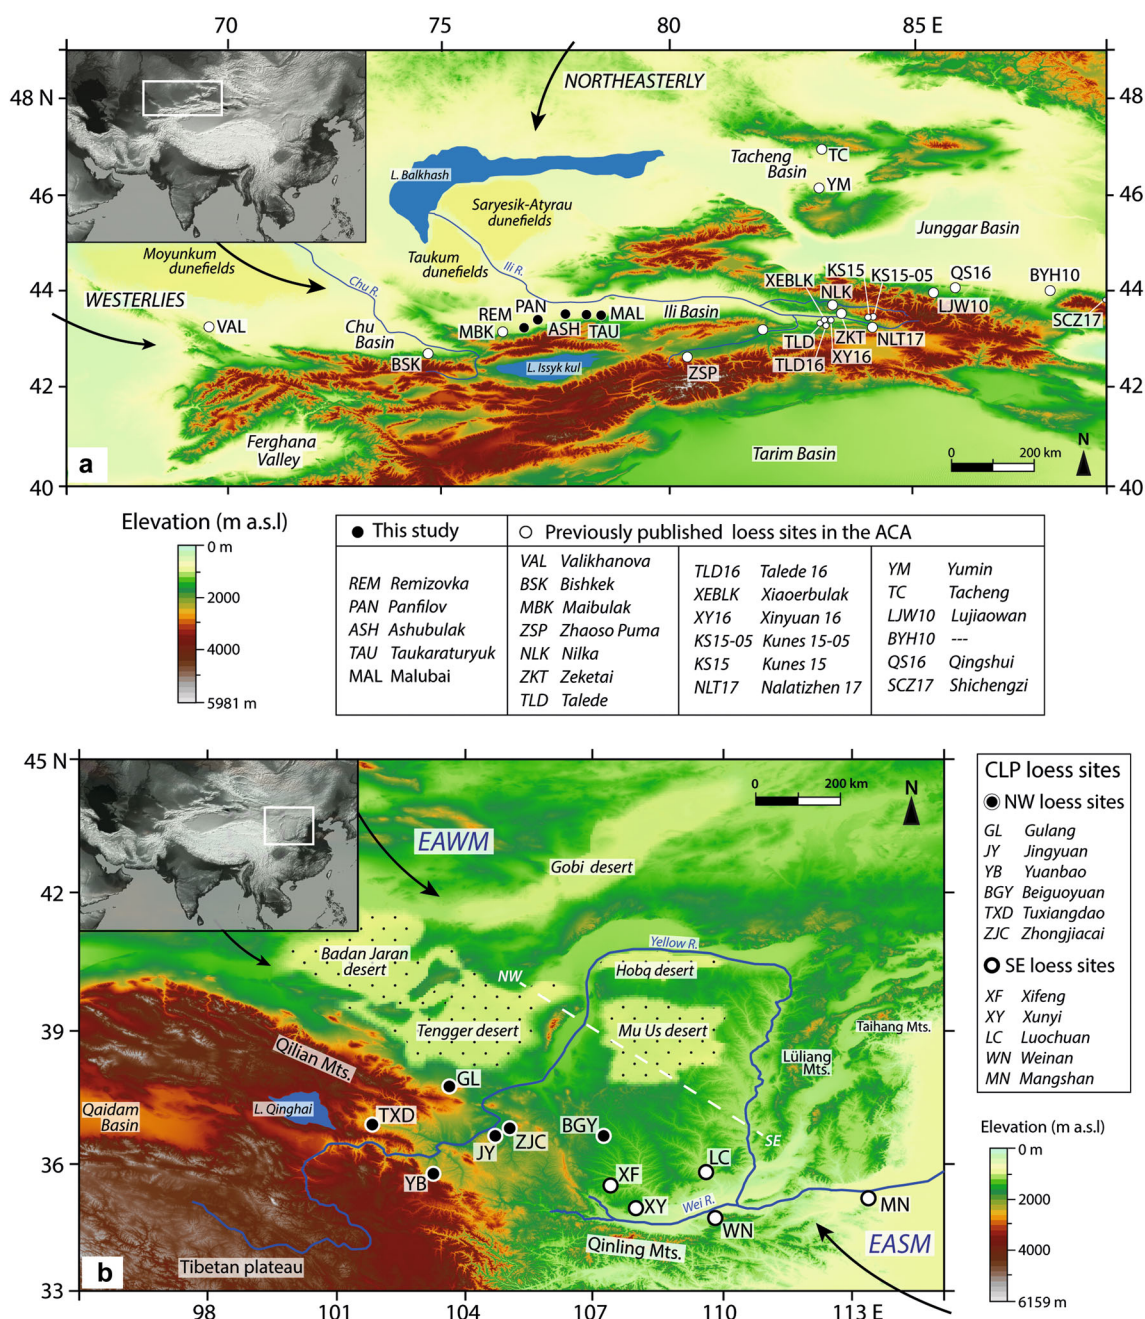 70 75 80 85 E
NORTHEASTERLY
48 N
48
Tacheng
Basin
TC
YM
L. Balkhash
46
46
Saryesik-Atyrau
dunefields
Junggar Basin
Moyunkum
dunefields
Taukum
dunefields
Ili R.
Chu R.
XEBLK
KS15
KS15-05
QS16
BYH10
44
44
WESTERLIES
NLK
LJW10
SCZ17
PAN
REM
MAL
Ili Basin
VAL
MBK
ASH
TAU
Chu
Basin
TLD
ZKT
NLT17
BSK
L. Issyk kul
ZSP
TLD16
XY16
42
42
Ferghana
Valley
Tarim Basin
0 200 km
N
a
40
40
Elevation (m a.s.l)
0 m
2000
4000
5981 m
This study
REM Remizovka
PAN Panfilov
ASH Ashubulak
TAU Taukaraturyuk
MAL Malubai
Previously published loess sites in the ACA
VAL Valikhanova
BSK Bishkek
MBK Maibulak
ZSP Zhaoso Puma
NLK Nilka
ZKT Zeketai
TLD Talede
TLD16 Talede 16
XEBLK Xiaoerbulak
XY16 Xinyuan 16
KS15-05 Kunes 15-05
KS15 Kunes 15
NLT17 Nalatizhen 17
YM Yumin
TC Tacheng
LJW10 Lujiaowan
BYH10 ---
QS16 Qingshui
SCZ17 Shichengzi
45 N
0 200 km
N
EAWM
Gobi desert
42
Yellow R.
Badan Jaran
desert
NW
Hobq desert
39
Tengger desert
Mu Us desert
Taihang Mts.
Qilian Mts.
Lüliang
Mts.
GL
Qaidam
Basin
L. Qinghai
TXD
BGY
JY
ZJC
SE
36
LC
YB
XF
XY
Wei R.
MN
WN
Qinling Mts.
EASM
Tibetan plateau
b
33
98 101 104 107 110 113 E
CLP loess sites
NW loess sites
GL Gulang
JY Jingyuan
YB Yuanbao
BGY Beiguoyuan
TXD Tuxiangdao
ZJC Zhongjiacai
SE loess sites
XF Xifeng
XY Xunyi
LC Luochuan
WN Weinan
MN Mangshan
Elevation (m a.s.l)
0 m
2000
4000
6159 m